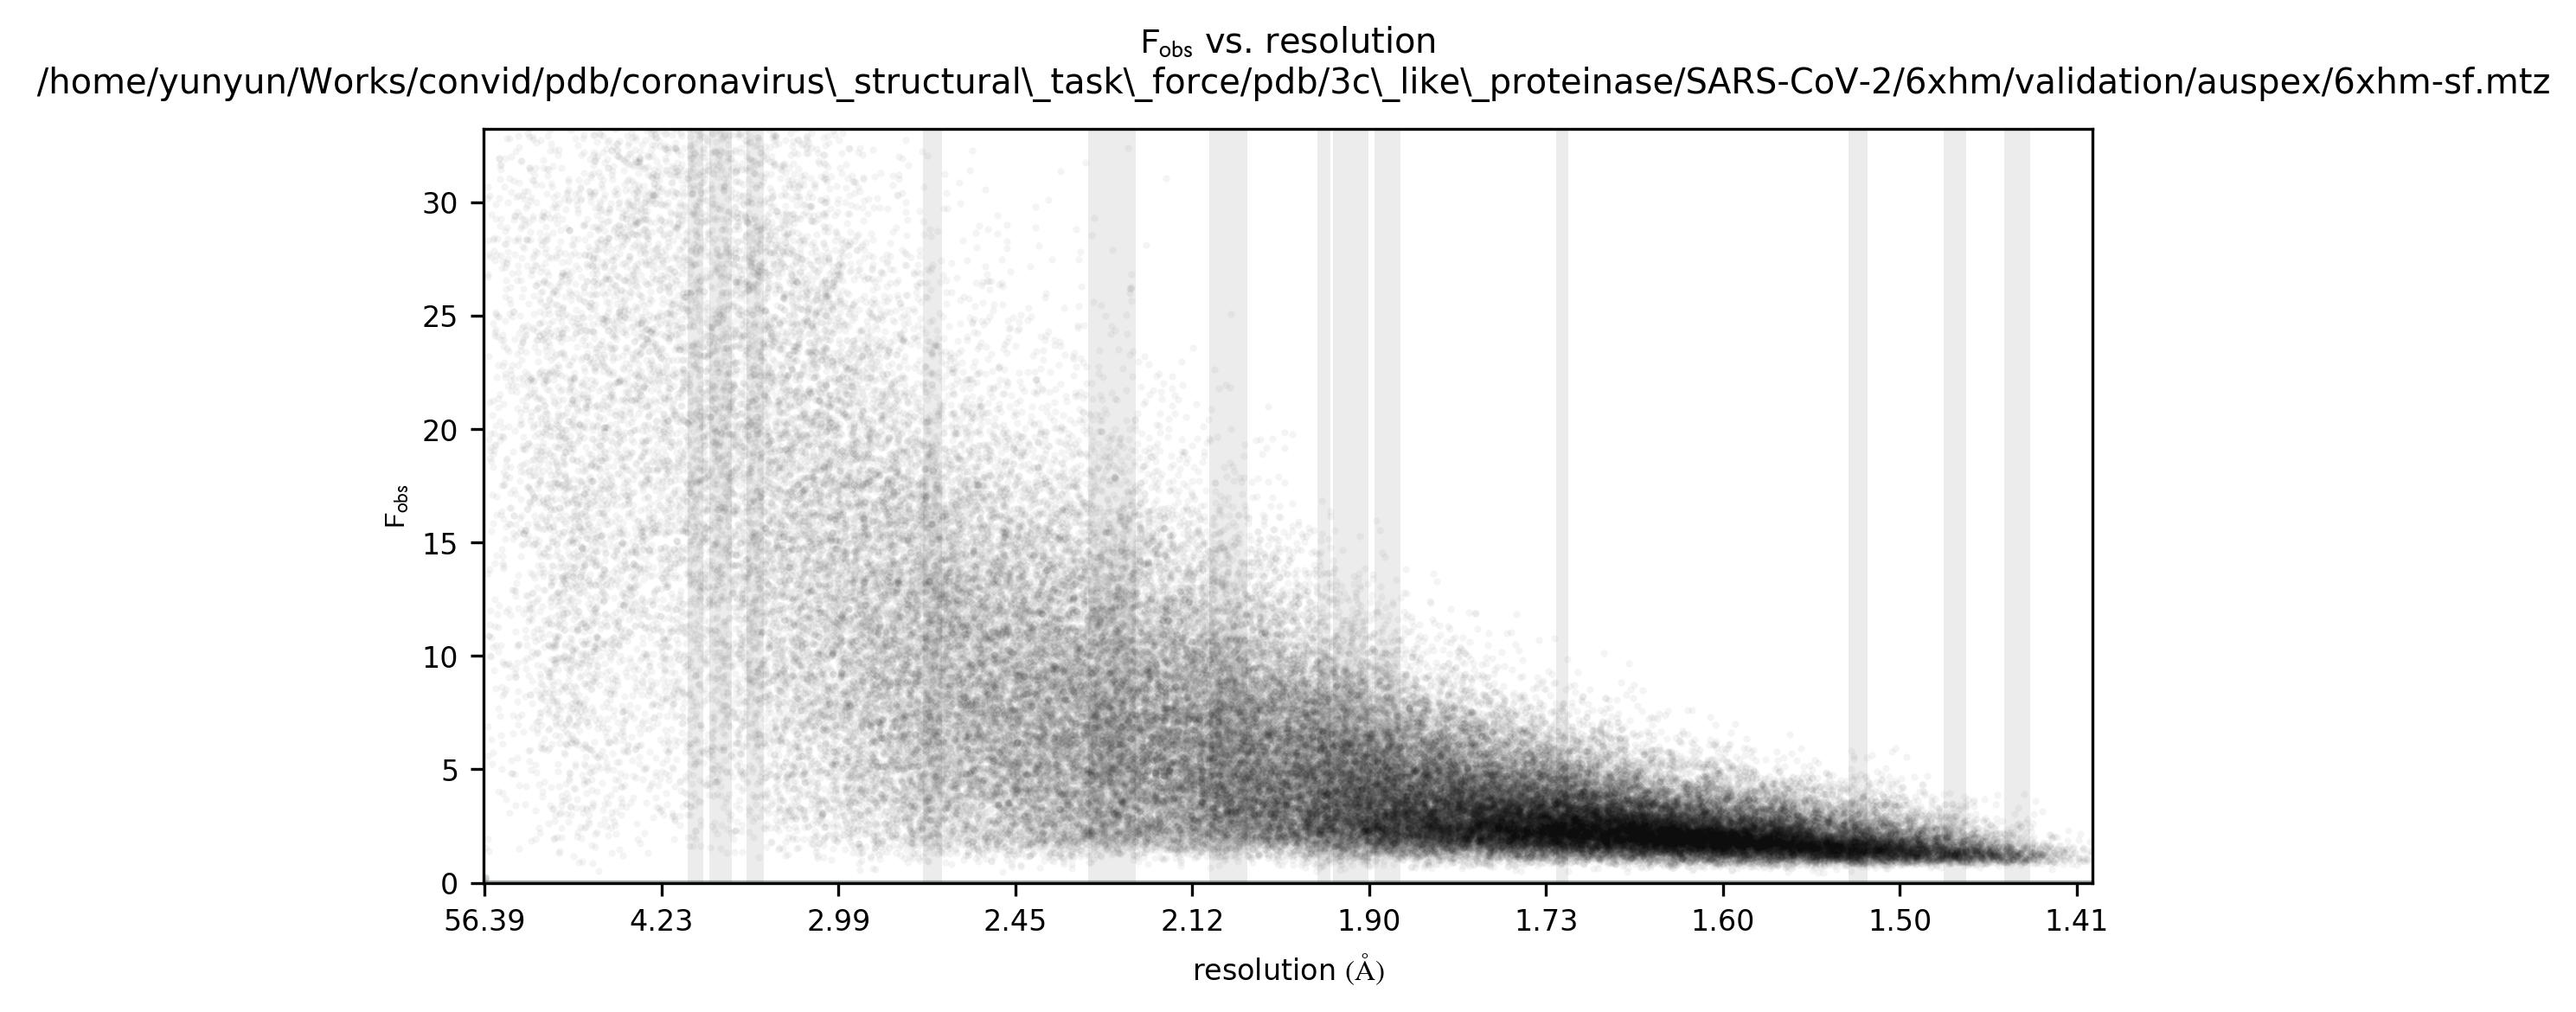 F_obs vs. resolution
/home/yunyun/Works/convid/pdb/coronavirus\_structural\_task\_force/pdb/3c\_like\_proteinase/SARS-CoV-2/6xhm/validation/auspex/6xhm-sf.mtz
30
25
20
15
10
5
0
F_obs
56.39 4.23 2.99 2.45 2.12 1.90 1.73 1.60 1.50 1.41
resolution (Å)